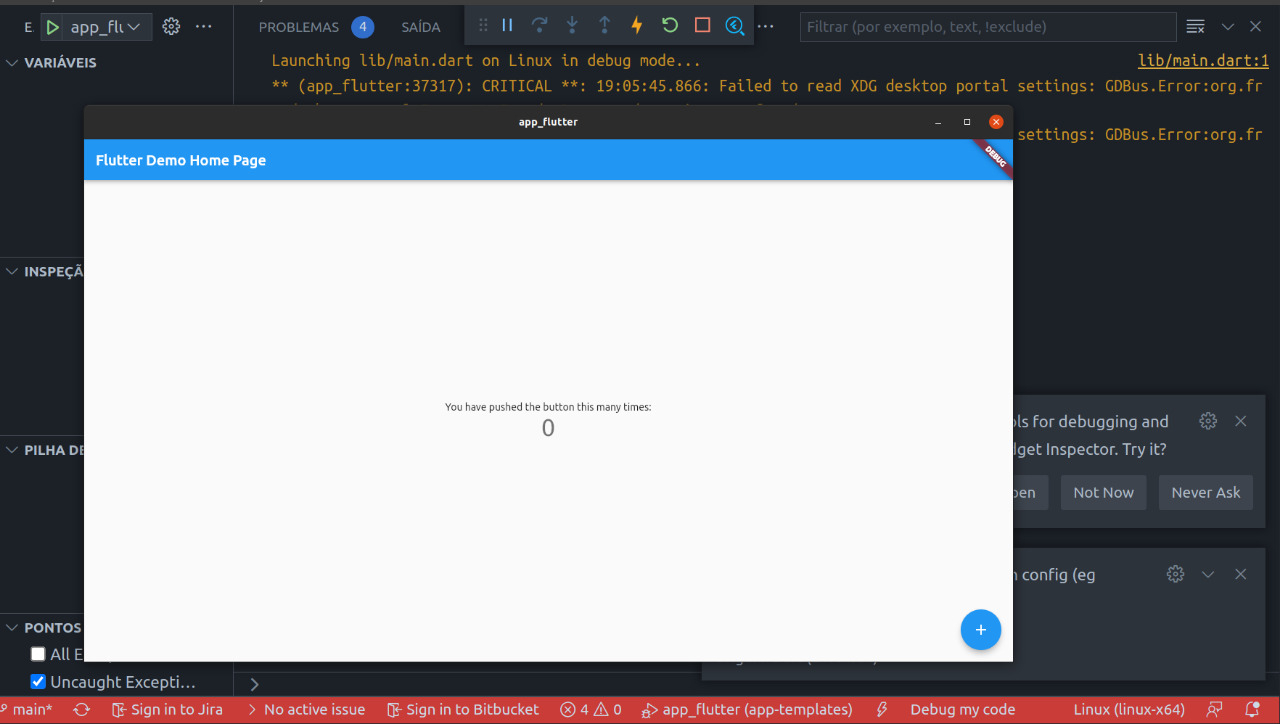 E app_flu ···
PROBLEMAS 4 SAÍDA ···
Filtrar (por exemplo, text, !exclude)
VARIÁVEIS
Launching lib/main.dart on Linux in debug mode... lib/main.dart:1
** (app_flutter:37317): CRITICAL **: 19:05:45.866: Failed to read XDG desktop portal settings: GDBus.Error:org.fr
settings: GDBus.Error:org.fr
app_flutter
Flutter Demo Home Page
DEBUG
You have pushed the button this many times:
0
+
INSPEÇÃ
PILHA DE
for debugging and
dget Inspector. Try it?
pen Not Now Never Ask
config (eg
PONTOS
All E
Uncaught Excepti...
main* Sign in to Jira No active issue Sign in to Bitbucket 4 0 app_flutter (app-templates) Debug my code Linux (linux-x64)